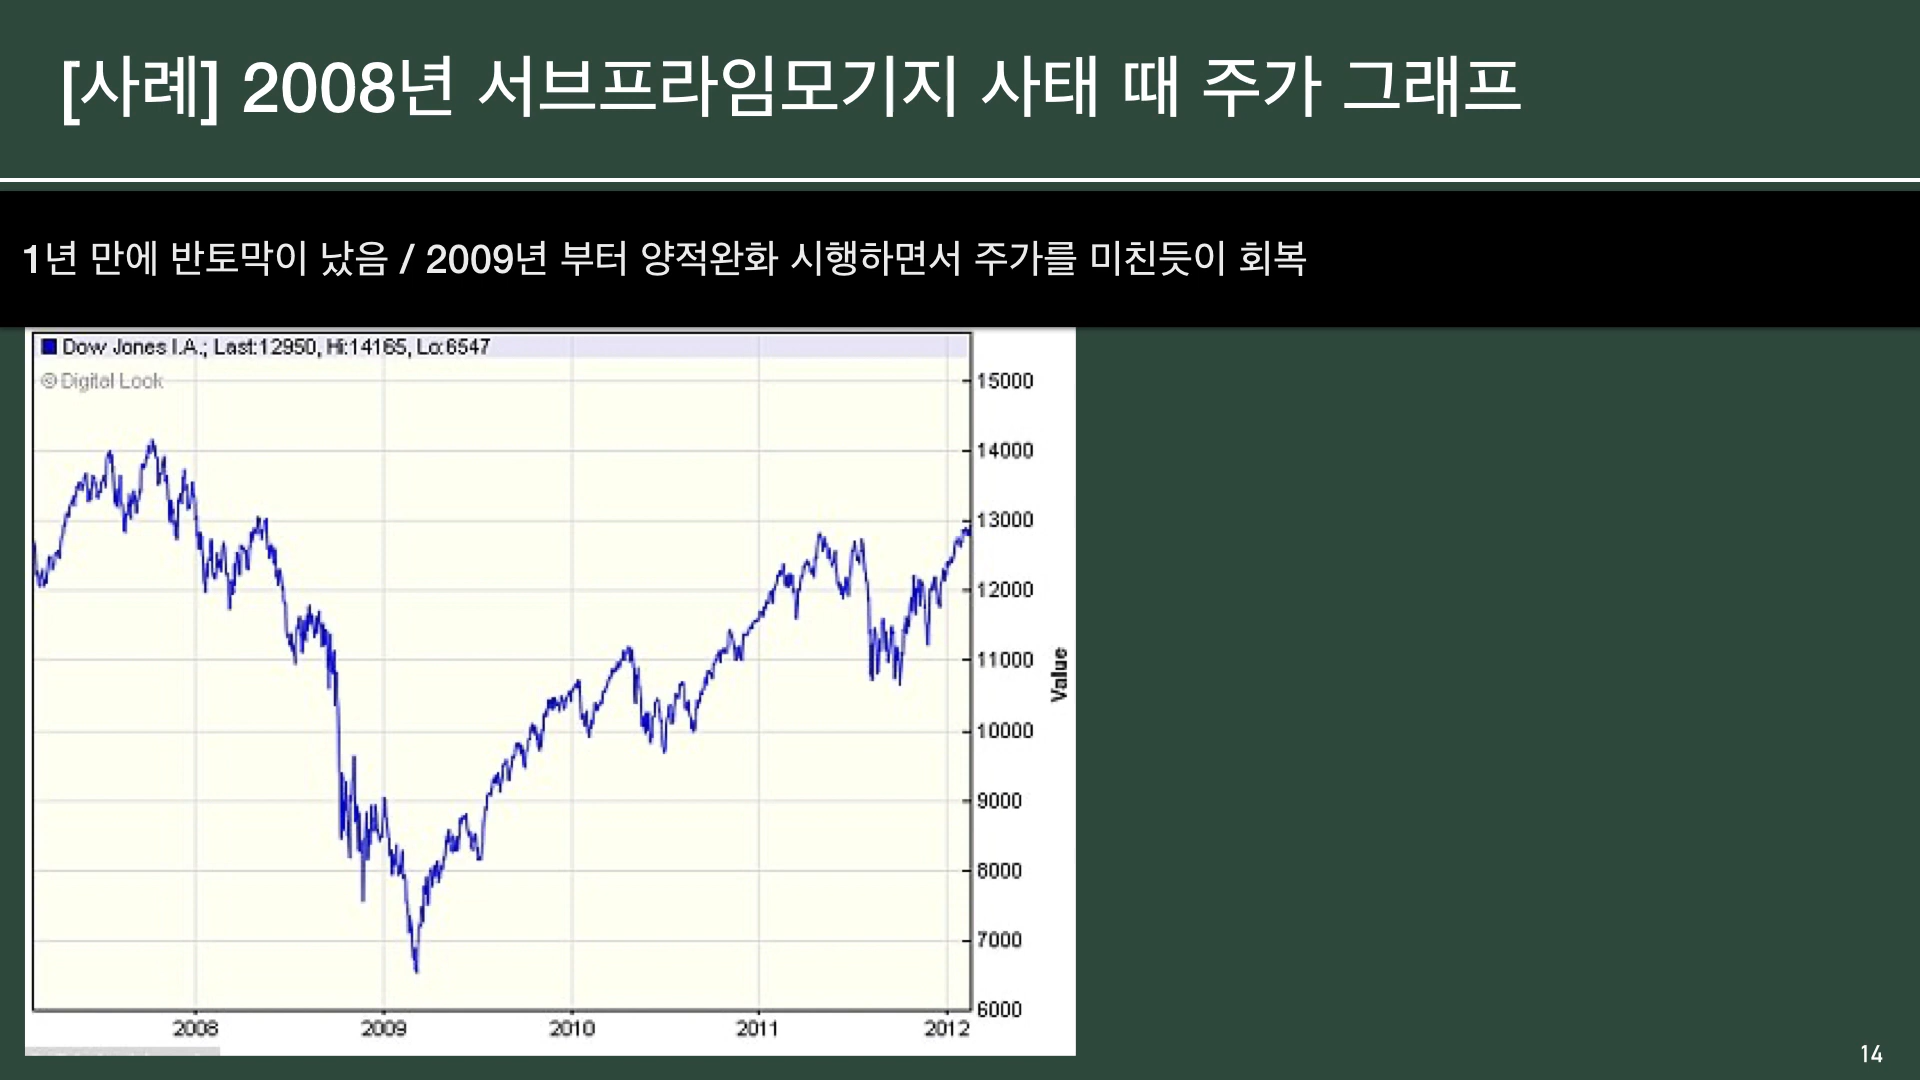 [사례] 2008년 서브프라임모기지 사태 때 주가 그래프
1년 만에 반토막이 났음 / 2009년 부터 양적완화 시행하면서 주가를 미친듯이 회복
Dow Jones I.A.; Last:12950, Hi:14165, Lo:6547
© Digital Look
15000
14000
13000
12000
11000
10000
9000
8000
7000
6000
Value
2008 2009 2010 2011 2012
14